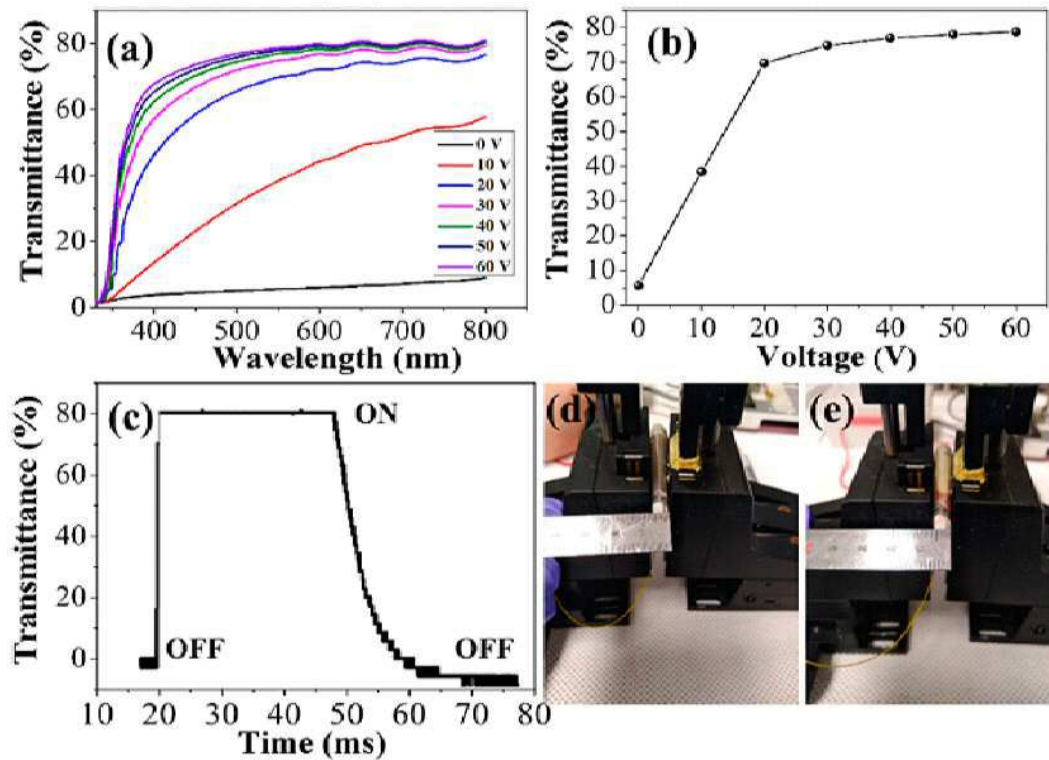 (a)
Transmittance (%)
80
60
40
20
0
0 V
10 V
20 V
30 V
40 V
50 V
60 V
400 500 600 700 800
Wavelength (nm)
(b)
Transmittance (%)
80
70
60
50
40
30
20
10
0
0 10 20 30 40 50 60
Voltage (V)
(c)
Transmittance (%)
80
60
40
20
0
ON
OFF
OFF
10 20 30 40 50 60 70 80
Time (ms)
(d)
(e)